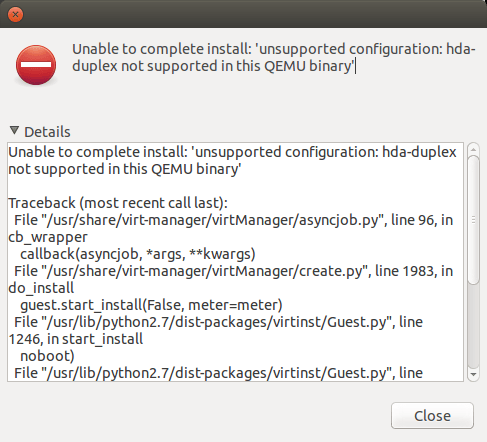 Unable to complete install: 'unsupported configuration: hda-
duplex not supported in this QEMU binary'
Details
Unable to complete install: 'unsupported configuration: hda-duplex
not supported in this QEMU binary'
Traceback (most recent call last):
File "/usr/share/virt-manager/virtManager/asyncjob.py", line 96, in
cb_wrapper
callback(asyncjob, *args, **kwargs)
File "/usr/share/virt-manager/virtManager/create.py", line 1983, in
do_install
guest.start_install(False, meter=meter)
File "/usr/lib/python2.7/dist-packages/virtinst/Guest.py", line
1246, in start_install
noboot)
File "/usr/lib/python2.7/dist-packages/virtinst/Guest.py", line
Close